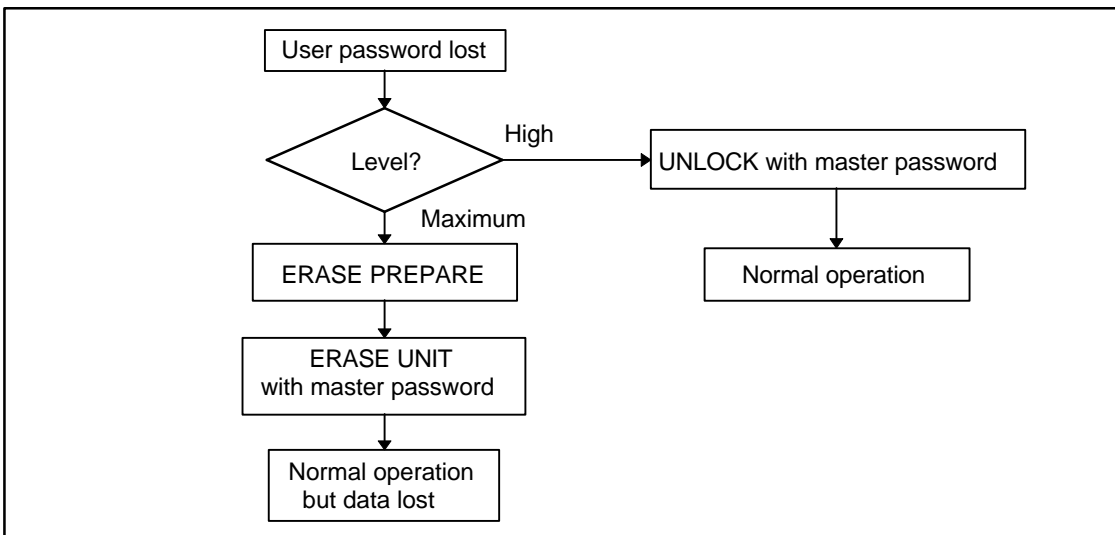 User password lost
Level?
High
UNLOCK with master password
Maximum
ERASE PREPARE
Normal operation
ERASE UNIT
with master password
Normal operation
but data lost